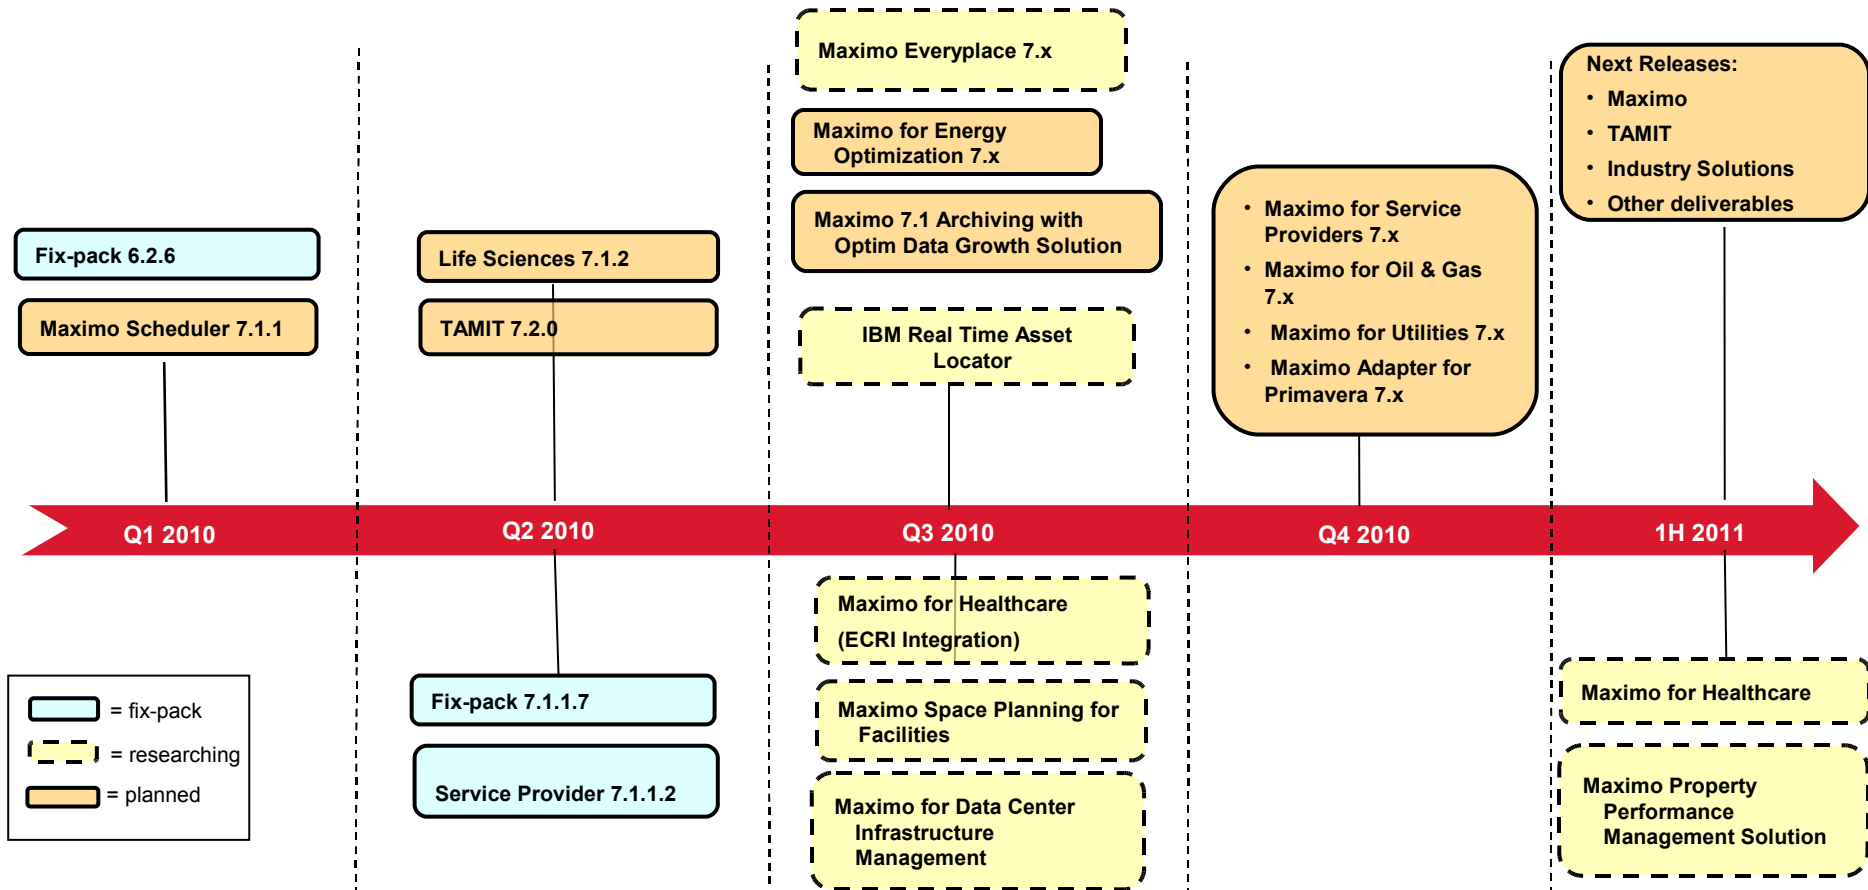 Maximo Everyplace 7.x
Maximo for Energy
Optimization 7.x
Maximo 7.1 Archiving with
Optim Data Growth Solution
IBM Real Time Asset
Locator
Fix-pack 6.2.6
Maximo Scheduler 7.1.1
Life Sciences 7.1.2
TAMIT 7.2.0
• Maximo for Service
Providers 7.x
• Maximo for Oil & Gas
7.x
• Maximo for Utilities 7.x
• Maximo Adapter for
Primavera 7.x
Next Releases:
• Maximo
• TAMIT
• Industry Solutions
• Other deliverables
Q1 2010
Q2 2010
Q3 2010
Q4 2010
1H 2011
= fix-pack
= researching
= planned
Fix-pack 7.1.1.7
Service Provider 7.1.1.2
Maximo for Healthcare
(ECRI Integration)
Maximo Space Planning for
Facilities
Maximo for Data Center
Infrastructure
Management
Maximo for Healthcare
Maximo Property
Performance
Management Solution